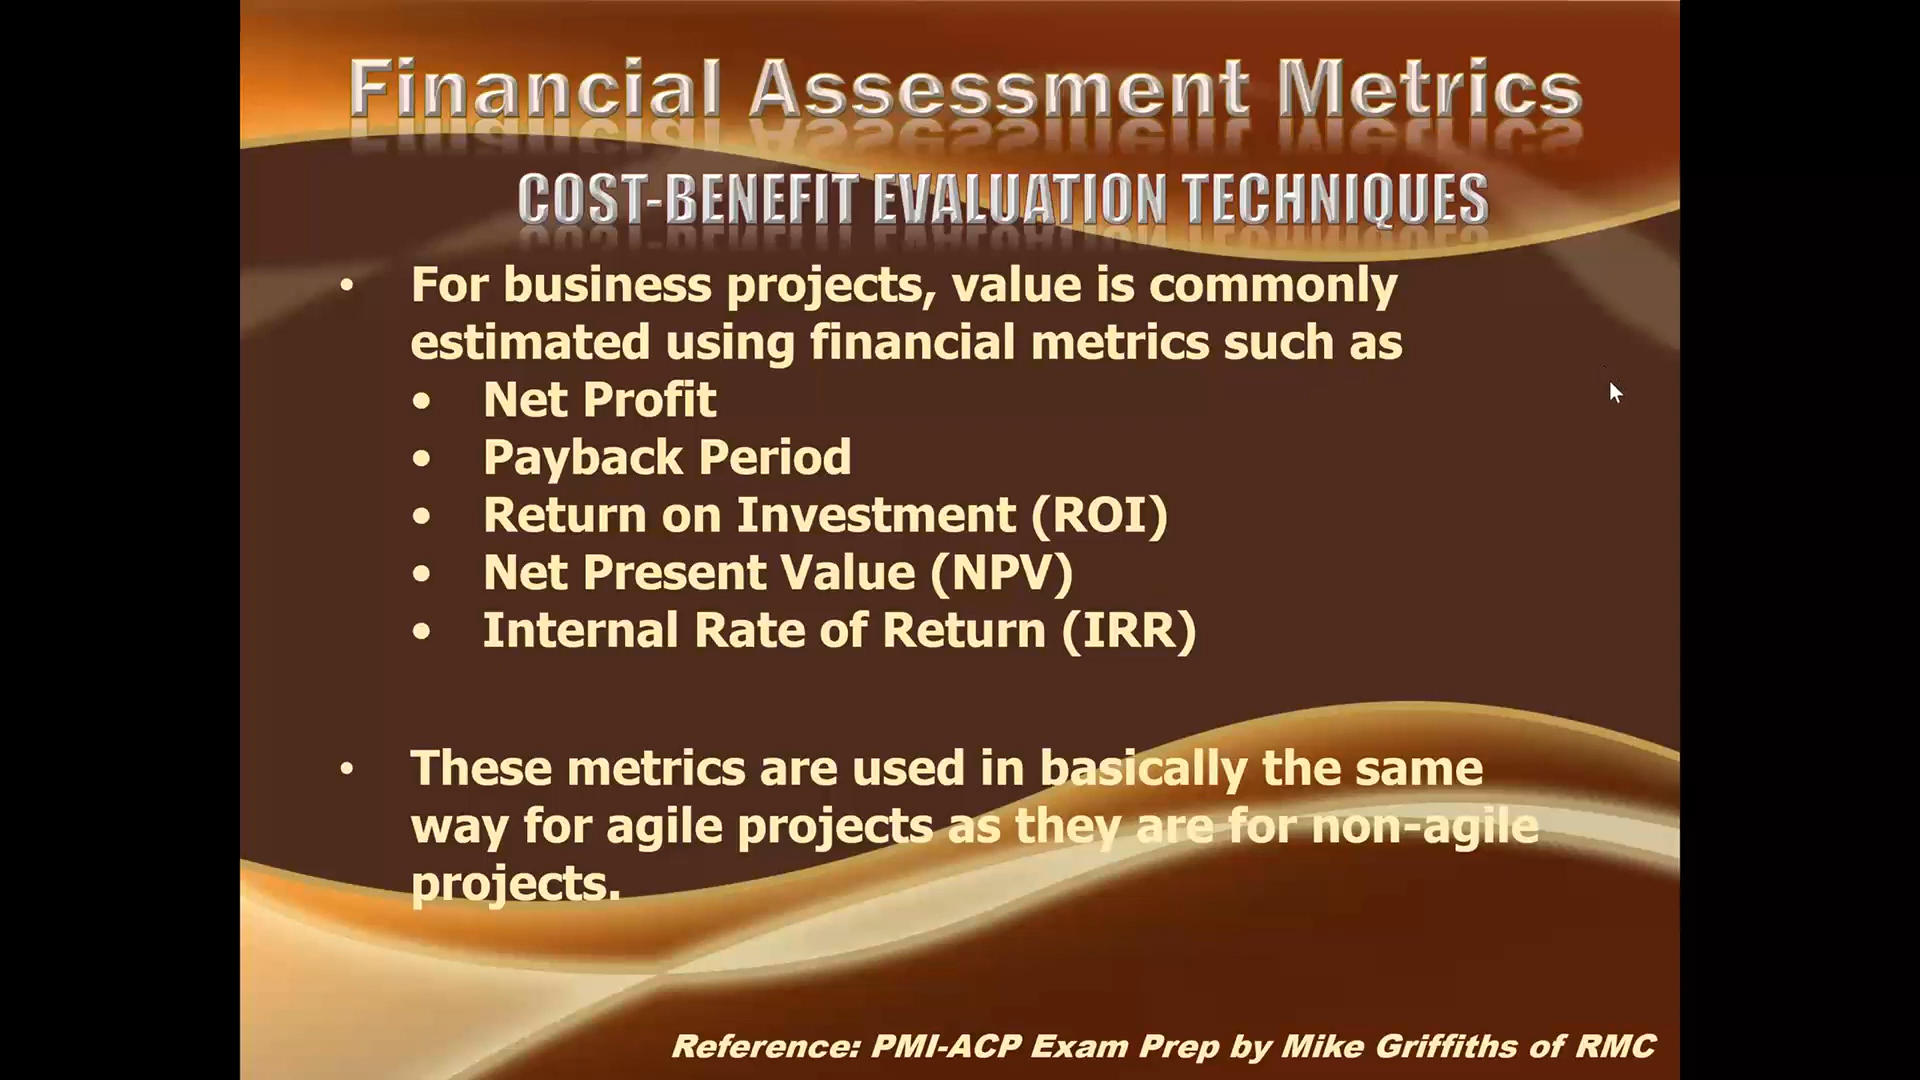 Financial Assessment Metrics
COST-BENEFIT EVALUATION TECHNIQUES
• For business projects, value is commonly
estimated using financial metrics such as
• Net Profit
• Payback Period
• Return on Investment (ROI)
• Net Present Value (NPV)
• Internal Rate of Return (IRR)
• These metrics are used in basically the same
way for agile projects as they are for non-agile
projects.
Reference: PMI-ACP Exam Prep by Mike Griffiths of RMC